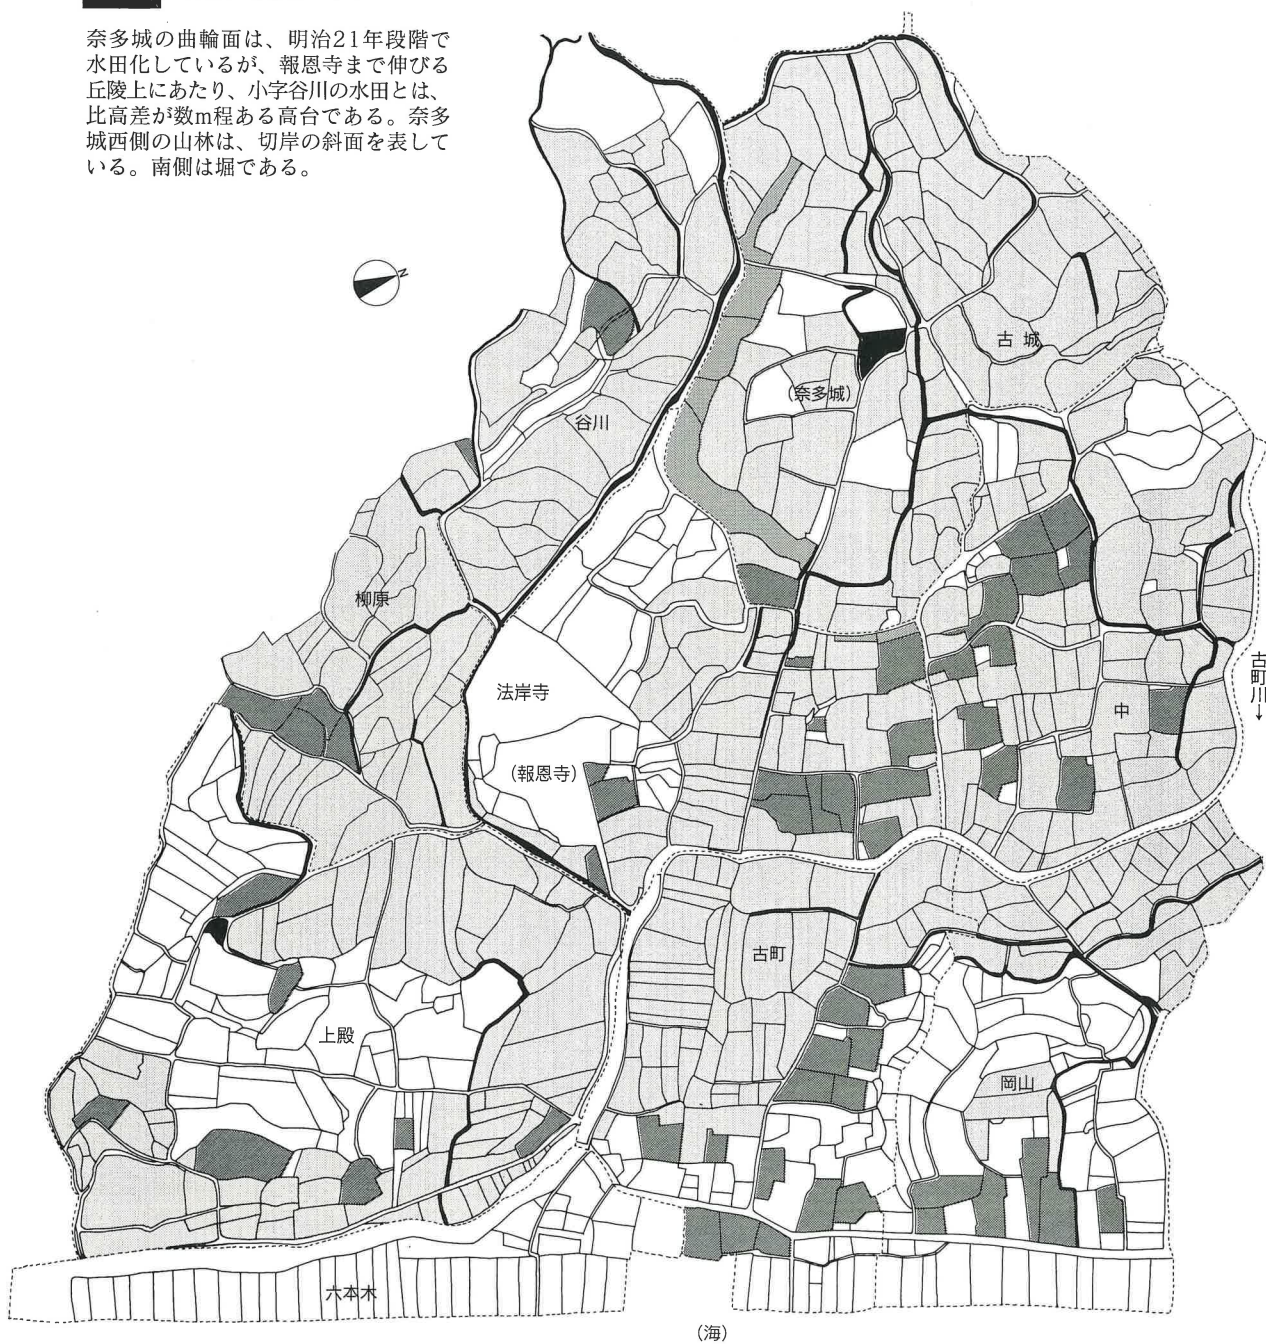 奈多城の曲輪面は、明治21年段階で
水田化しているが、報恩寺まで伸びる
丘陵上にあたり、小字谷川の水田とは、
比高差が数m程ある高台である。奈多
城西側の山林は、切岸の斜面を表して
いる。南側は堀である。
N
古城
(奈多城)
谷川
柳原
古町川↓
法岸寺
中
(報恩寺)
古町
上殿
岡山
六本木
(海)